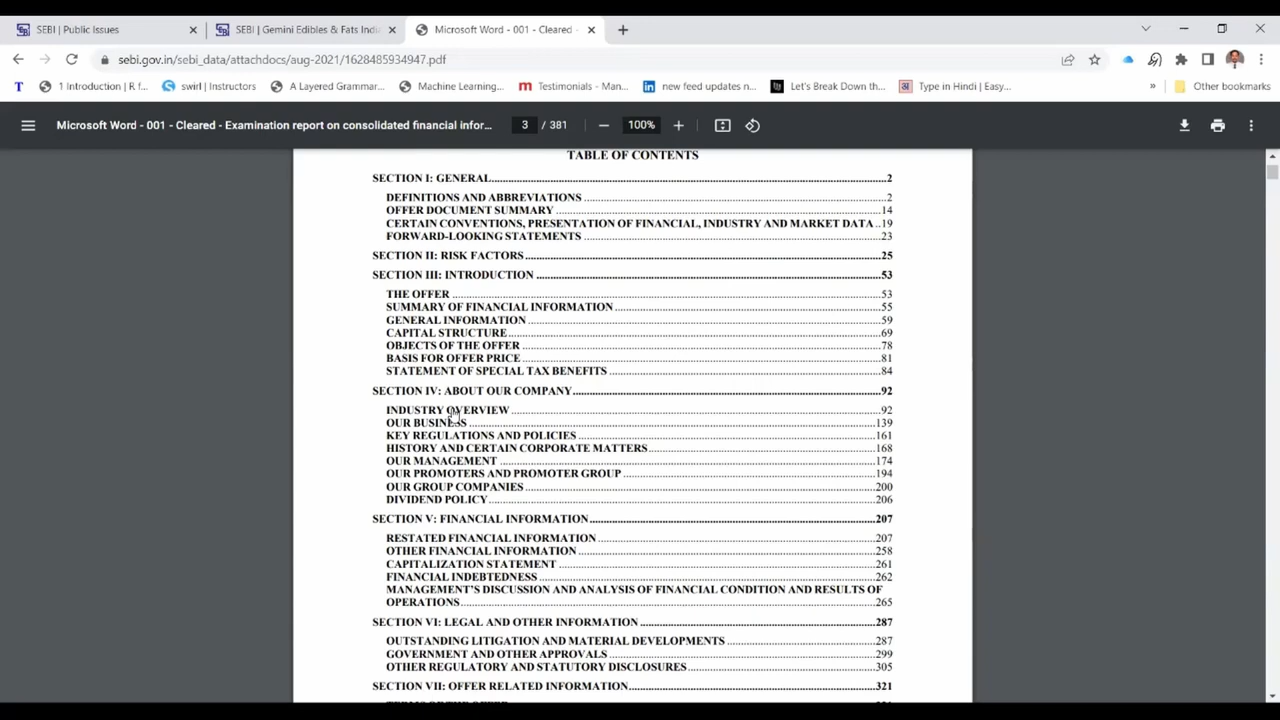 SEBI | Public Issues
SEBI | Gemini Edibles & Fats Indi
Microsoft Word - 001 - Cleared -
sebi.gov.in/sebi_data/attachdocs/aug-2021/1628485934947.pdf
T
1 Introduction | R f...
swirl | Instructors
A Layered Grammar...
Machine Learning...
Testimonials - Man...
new feed updates n...
Let's Break Down th...
Type in Hindi | Easy...
»
Other bookmarks
Microsoft Word - 001 - Cleared - Examination report on consolidated financial infor...
3 / 381
100%
TABLE OF CONTENTS
SECTION I: GENERAL 2
DEFINITIONS AND ABBREVIATIONS 2
OFFER DOCUMENT SUMMARY 14
CERTAIN CONVENTIONS, PRESENTATION OF FINANCIAL, INDUSTRY AND MARKET DATA 19
FORWARD-LOOKING STATEMENTS 23
SECTION II: RISK FACTORS 25
SECTION III: INTRODUCTION 53
THE OFFER 53
SUMMARY OF FINANCIAL INFORMATION 55
GENERAL INFORMATION 59
CAPITAL STRUCTURE 69
OBJECTS OF THE OFFER 78
BASIS FOR OFFER PRICE 81
STATEMENT OF SPECIAL TAX BENEFITS 84
SECTION IV: ABOUT OUR COMPANY 92
INDUSTRY OVERVIEW 92
OUR BUSINESS 139
KEY REGULATIONS AND POLICIES 161
HISTORY AND CERTAIN CORPORATE MATTERS 168
OUR MANAGEMENT 174
OUR PROMOTERS AND PROMOTER GROUP 194
OUR GROUP COMPANIES 200
DIVIDEND POLICY 206
SECTION V: FINANCIAL INFORMATION 207
RESTATED FINANCIAL INFORMATION 207
OTHER FINANCIAL INFORMATION 258
CAPITALIZATION STATEMENT 261
FINANCIAL INDEBTEDNESS 262
MANAGEMENT'S DISCUSSION AND ANALYSIS OF FINANCIAL CONDITION AND RESULTS OF
OPERATIONS 265
SECTION VI: LEGAL AND OTHER INFORMATION 287
OUTSTANDING LITIGATION AND MATERIAL DEVELOPMENTS 287
GOVERNMENT AND OTHER APPROVALS 299
OTHER REGULATORY AND STATUTORY DISCLOSURES 305
SECTION VII: OFFER RELATED INFORMATION 321